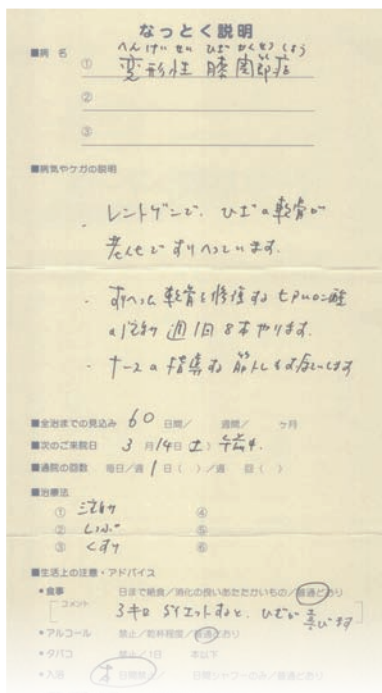 なっとく説明
■病 名
へんけいせい ひざ かんせつ しょう
① 変形性 膝関節症
②
③
■病気やケガの説明
・レントゲンで、ひざの軟骨が
老化ですりへっています。
・すりへった軟骨を修復するヒアルロン酸
の注射 週1回 8本やります。
・ナースの指導する筋トレもお願いします
■全治までの見込み 60 日間/ 週間/ ヶ月
■次のご来院日 3 月14日 (土) 午前中.
■通院の回数 毎日/週1日( )/週 回( )
■治療法
① 注射 ④
② しっぷ ⑤
③ くすり ⑥
■生活上の注意・アドバイス
●食事 日まで絶食/消化の良いあたたかいもの/普通どおり
コメント 3キロ ダイエットすると、ひざが喜びます
●アルコール 禁止/乾杯程度/普通どおり
●タバコ 禁止/1日 本以下
●入浴 日間禁止/ 日間シャワーのみ/普通どおり